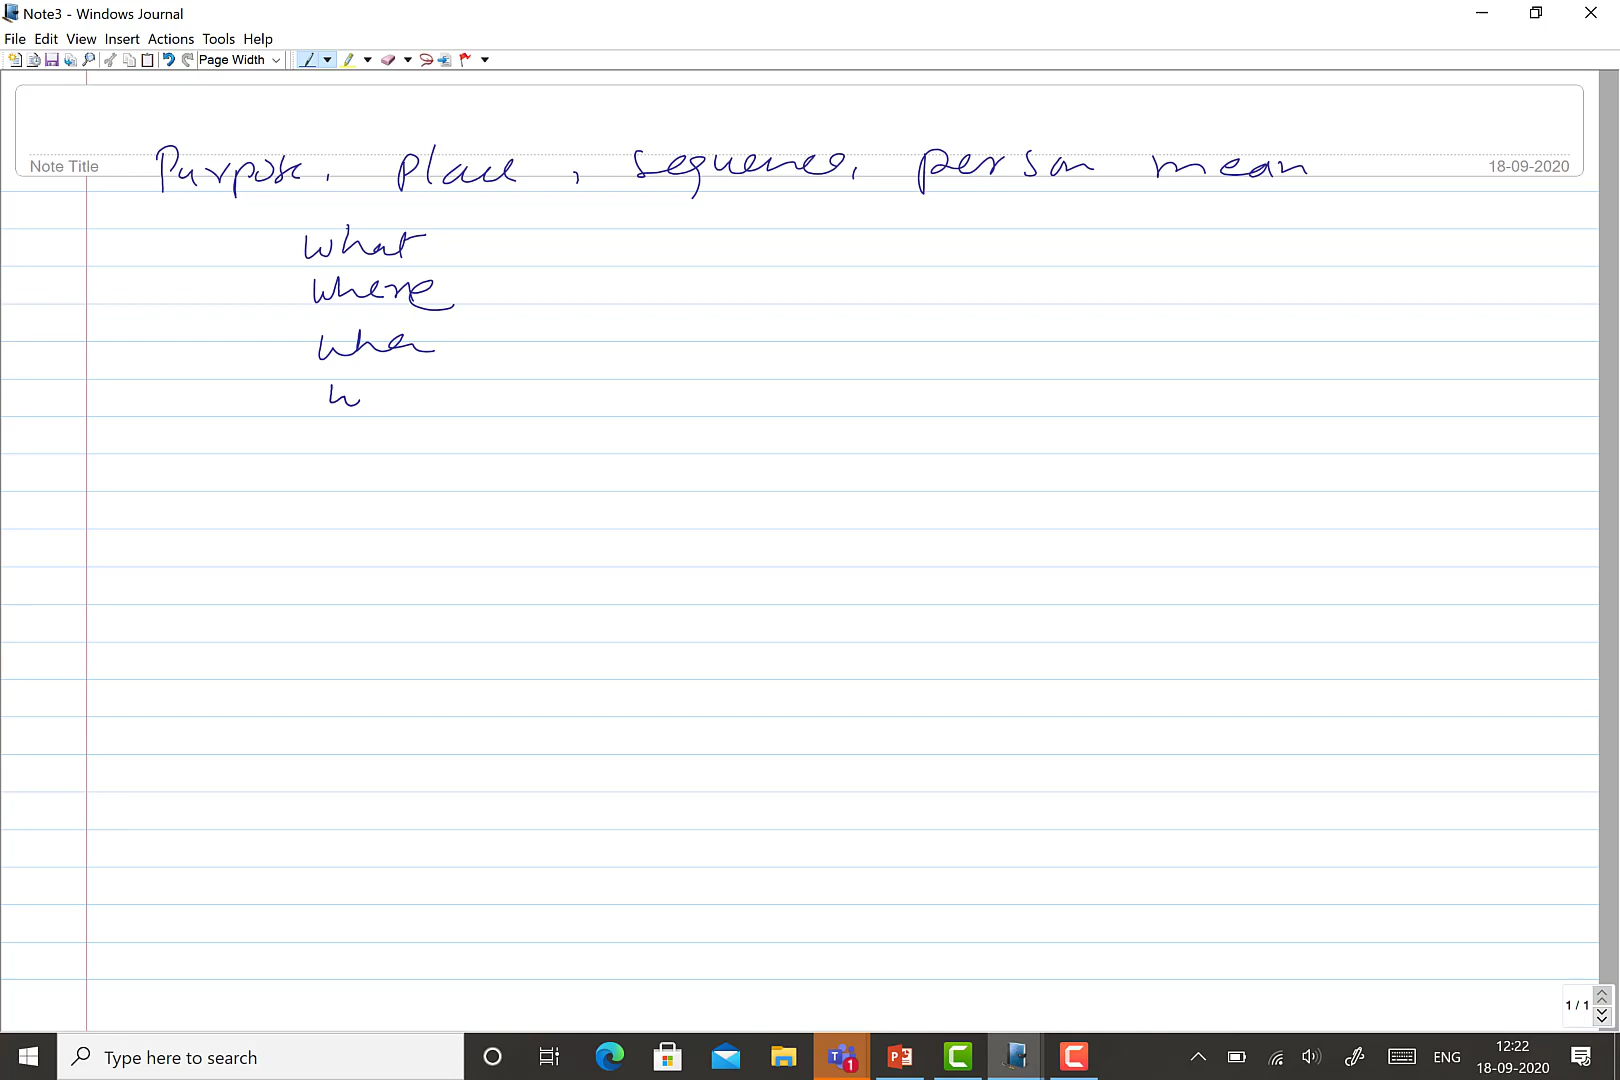 Note3 - Windows Journal
File Edit View Insert Actions Tools Help
Page Width
Note Title Purpose, place, sequence, person mean 18-09-2020
what
where
when
w
1 / 1
Type here to search
1
ENG
12:22
18-09-2020